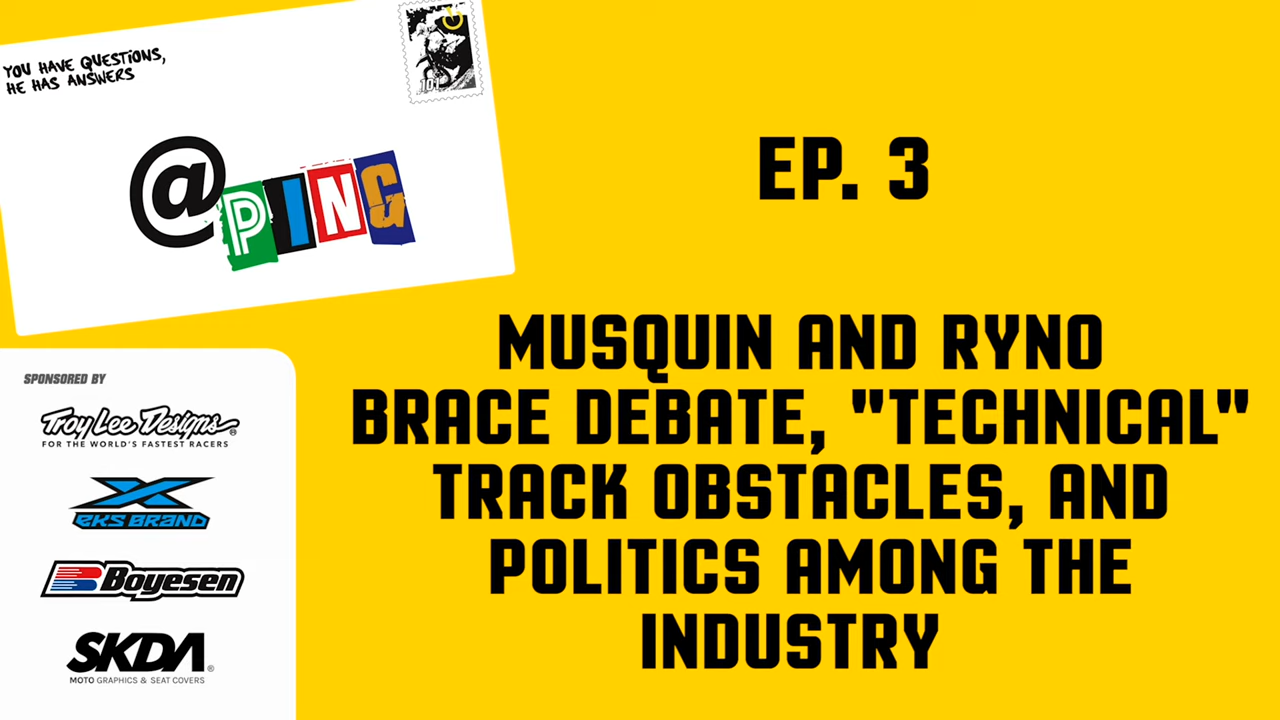 YOU HAVE QUESTIONS,
HE HAS ANSWERS
101
@PING
EP. 3
MUSQUIN AND RYNO
BRACE DEBATE, "TECHNICAL"
TRACK OBSTACLES, AND
POLITICS AMONG THE
INDUSTRY
SPONSORED BY
Troy Lee Designs®
FOR THE WORLD'S FASTEST RACERS
X
EKS BRAND
Boyesen
SKDA®
MOTO GRAPHICS & SEAT COVERS